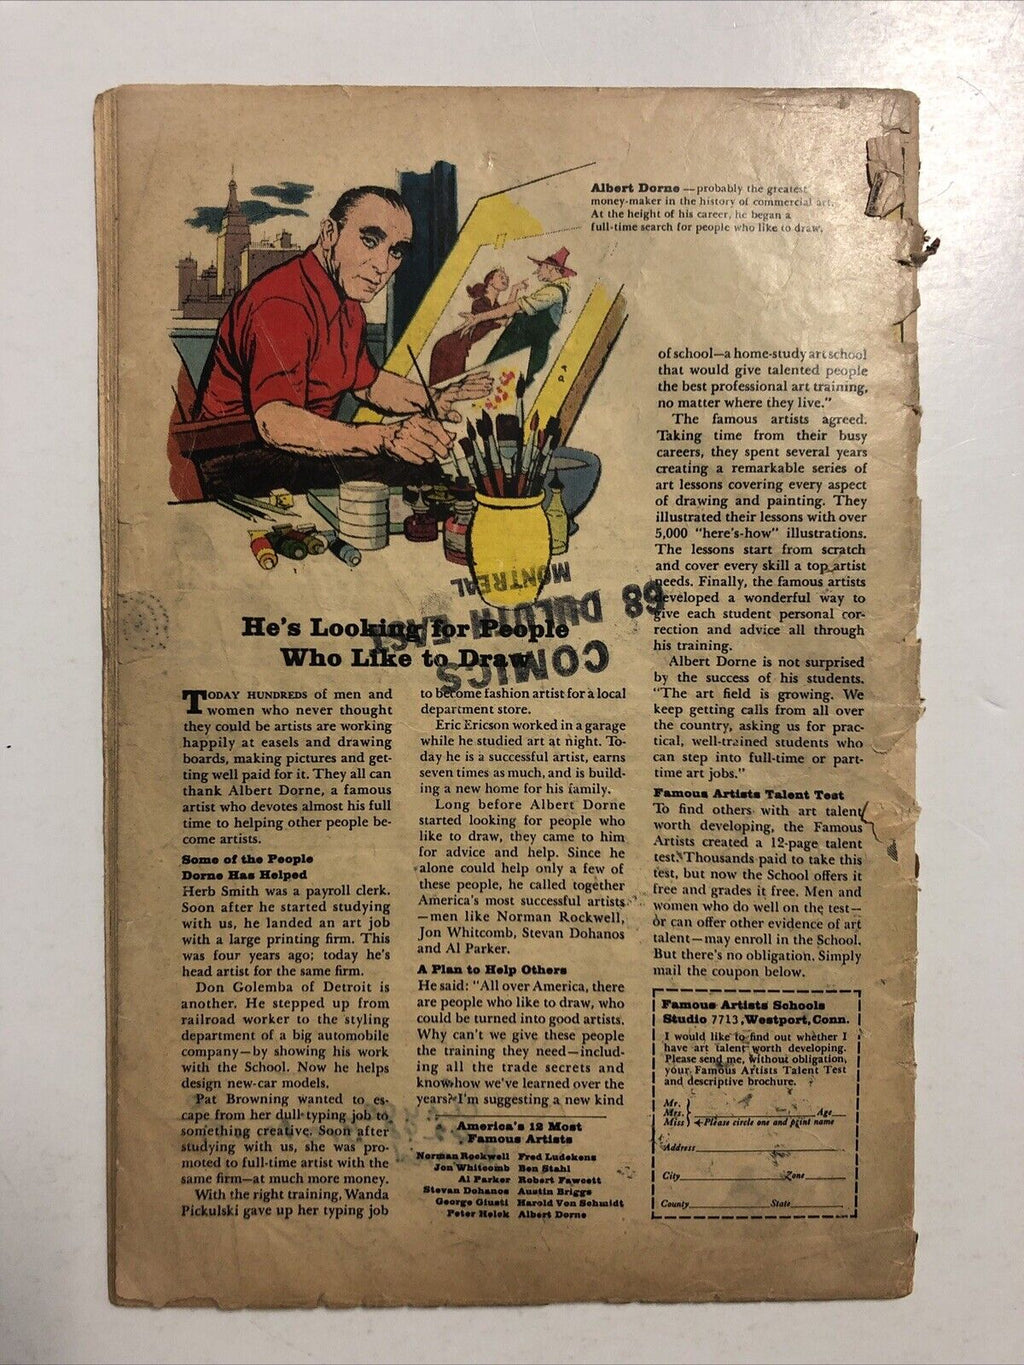 Albert Dorne — probably the greatest
money-maker in the history of commercial art.
At the height of his career, he began a
full-time search for people who like to draw.
COMICS
68 DULUTH EAST
MONTREAL
He's Looking for People
Who Like to Draw
TODAY HUNDREDS of men and
women who never thought
they could be artists are working
happily at easels and drawing
boards, making pictures and get-
ting well paid for it. They all can
thank Albert Dorne, a famous
artist who devotes almost his full
time to helping other people be-
come artists.
Some of the People
Dorne Has Helped
Herb Smith was a payroll clerk.
Soon after he started studying
with us, he landed an art job
with a large printing firm. This
was four years ago; today he's
head artist for the same firm.
Don Golemba of Detroit is
another. He stepped up from
railroad worker to the styling
department of a big automobile
company—by showing his work
with the School. Now he helps
design new-car models.
Pat Browning wanted to es-
cape from her dull typing job to
something creative. Soon after
studying with us, she was pro-
moted to full-time artist with the
same firm—at much more money.
With the right training, Wanda
Pickulski gave up her typing job
to become fashion artist for a local
department store.
Eric Ericson worked in a garage
while he studied art at night. To-
day he is a successful artist, earns
seven times as much, and is build-
ing a new home for his family.
Long before Albert Dorne
started looking for people who
like to draw, they came to him
for advice and help. Since he
alone could help only a few of
these people, he called together
America's most successful artists
—men like Norman Rockwell,
Jon Whitcomb, Stevan Dohanos
and Al Parker.
A Plan to Help Others
He said: "All over America, there
are people who like to draw, who
could be turned into good artists.
Why can't we give these people
the training they need—includ-
ing all the trade secrets and
know-how we've learned over the
years? I'm suggesting a new kind
America's 12 Most
Famous Artists
Norman Rockwell Fred Ludekens
Jon Whitcomb Ben Stahl
Al Parker Robert Fawcett
Stevan Dohanos Austin Briggs
George Giusti Harold Von Schmidt
Peter Helck Albert Dorne
of school—a home-study art school
that would give talented people
the best professional art training,
no matter where they live."
The famous artists agreed.
Taking time from their busy
careers, they spent several years
creating a remarkable series of
art lessons covering every aspect
of drawing and painting. They
illustrated their lessons with over
5,000 "here's-how" illustrations.
The lessons start from scratch
and cover every skill a top artist
needs. Finally, the famous artists
developed a wonderful way to
give each student personal cor-
rection and advice all through
his training.
Albert Dorne is not surprised
by the success of his students.
"The art field is growing. We
keep getting calls from all over
the country, asking us for prac-
tical, well-trained students who
can step into full-time or part-
time art jobs."
Famous Artists Talent Test
To find others with art talent
worth developing, the Famous
Artists created a 12-page talent
test. Thousands paid to take this
test, but now the School offers it
free and grades it free. Men and
women who do well on the test—
or can offer other evidence of art
talent—may enroll in the School.
But there's no obligation. Simply
mail the coupon below.
Famous Artists Schools
Studio 7713, Westport, Conn.
I would like to find out whether I
have art talent worth developing.
Please send me, without obligation,
your Famous Artists Talent Test
and descriptive brochure.
Mr.
Mrs. Age
Miss Please circle one and print name
Address
City Zone
County State